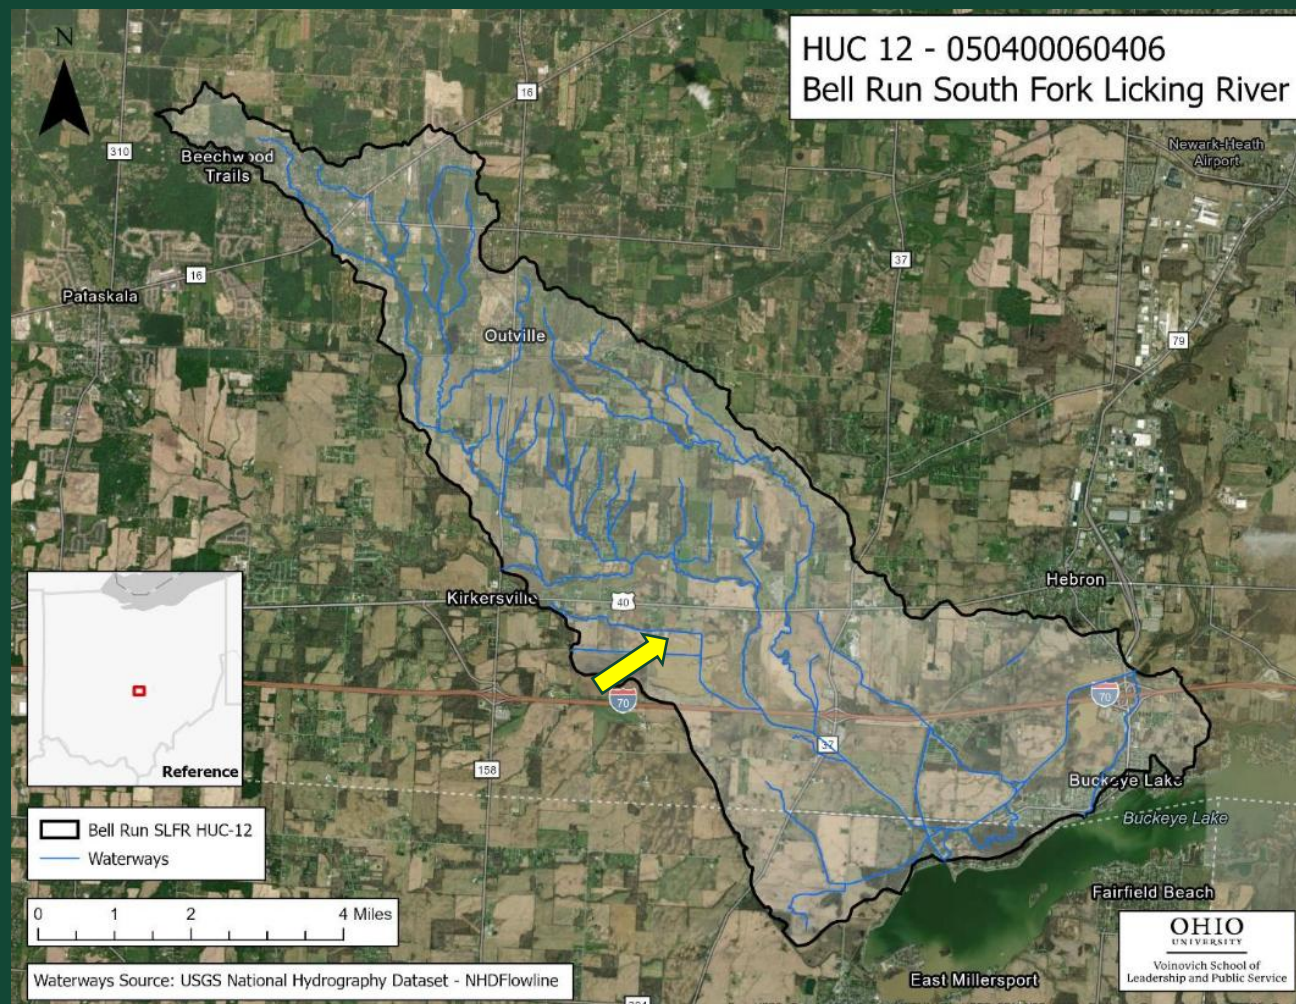 HUC 12 - 050400060406
Bell Run South Fork Licking River
N
16
310
Beechwood
Trails
Newark-Heath
Airport
37
16
Pataskala
Outville
79
Hebron
Kirkersville
40
70
70
37
158
Buckeye Lake
Buckeye Lake
Fairfield Beach
East Millersport
Reference
Bell Run SLFR HUC-12
Waterways
0 1 2 4 Miles
Waterways Source: USGS National Hydrography Dataset - NHDFlowline
OHIO
UNIVERSITY
Voinovich School of
Leadership and Public Service